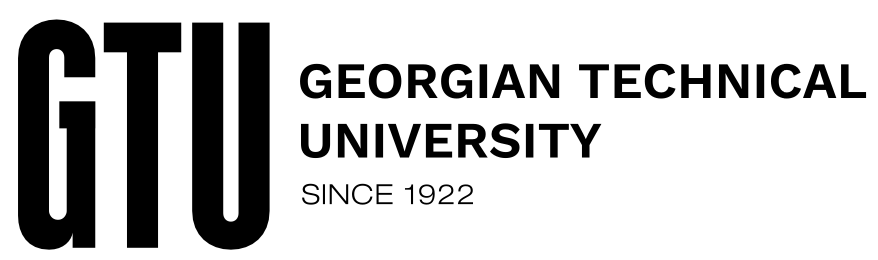 GTU
GEORGIAN TECHNICAL
UNIVERSITY
SINCE 1922